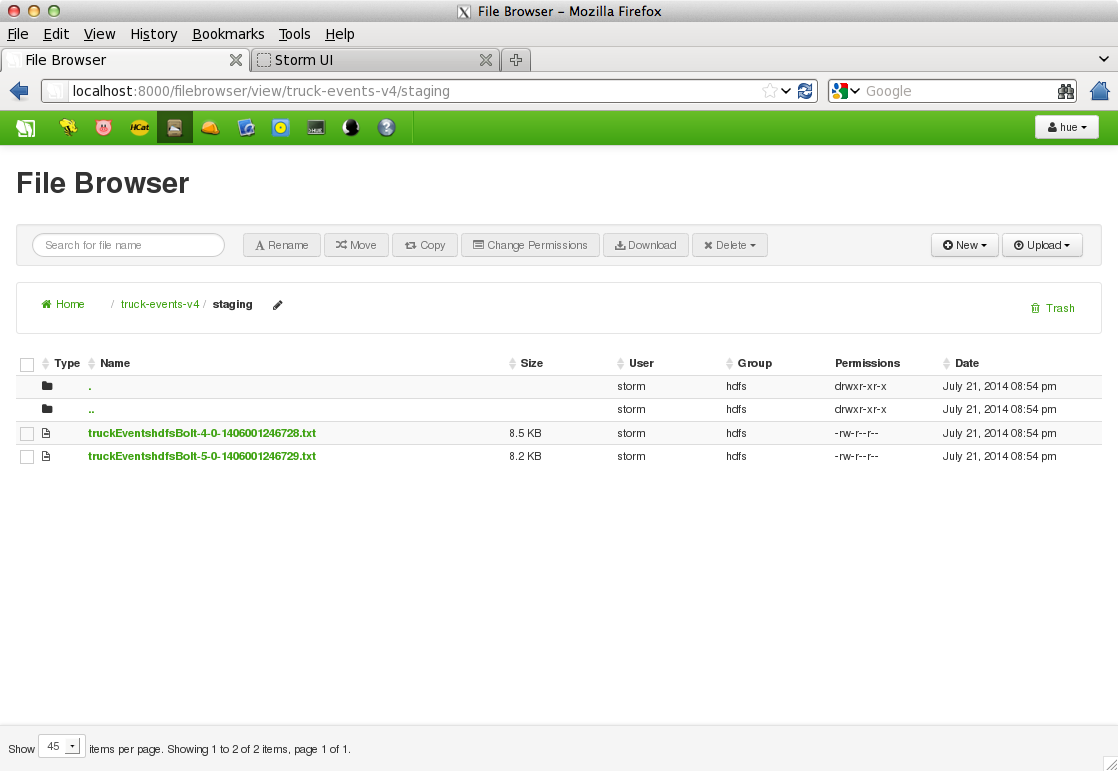 File Browser - Mozilla Firefox
File Edit View History Bookmarks Tools Help
File Browser Storm UI
localhost:8000/filebrowser/view/truck-events-v4/staging Google
HCat hue
File Browser
Search for file name Rename Move Copy Change Permissions Download Delete New Upload
Home / truck-events-v4 / staging Trash
Type Name Size User Group Permissions Date
. storm hdfs drwxr-xr-x July 21, 2014 08:54 pm
.. storm hdfs drwxr-xr-x July 21, 2014 08:54 pm
truckEventshdfsBolt-4-0-1406001246728.txt 8.5 KB storm hdfs -rw-r--r-- July 21, 2014 08:54 pm
truckEventshdfsBolt-5-0-1406001246729.txt 8.2 KB storm hdfs -rw-r--r-- July 21, 2014 08:54 pm
Show 45 items per page. Showing 1 to 2 of 2 items, page 1 of 1.